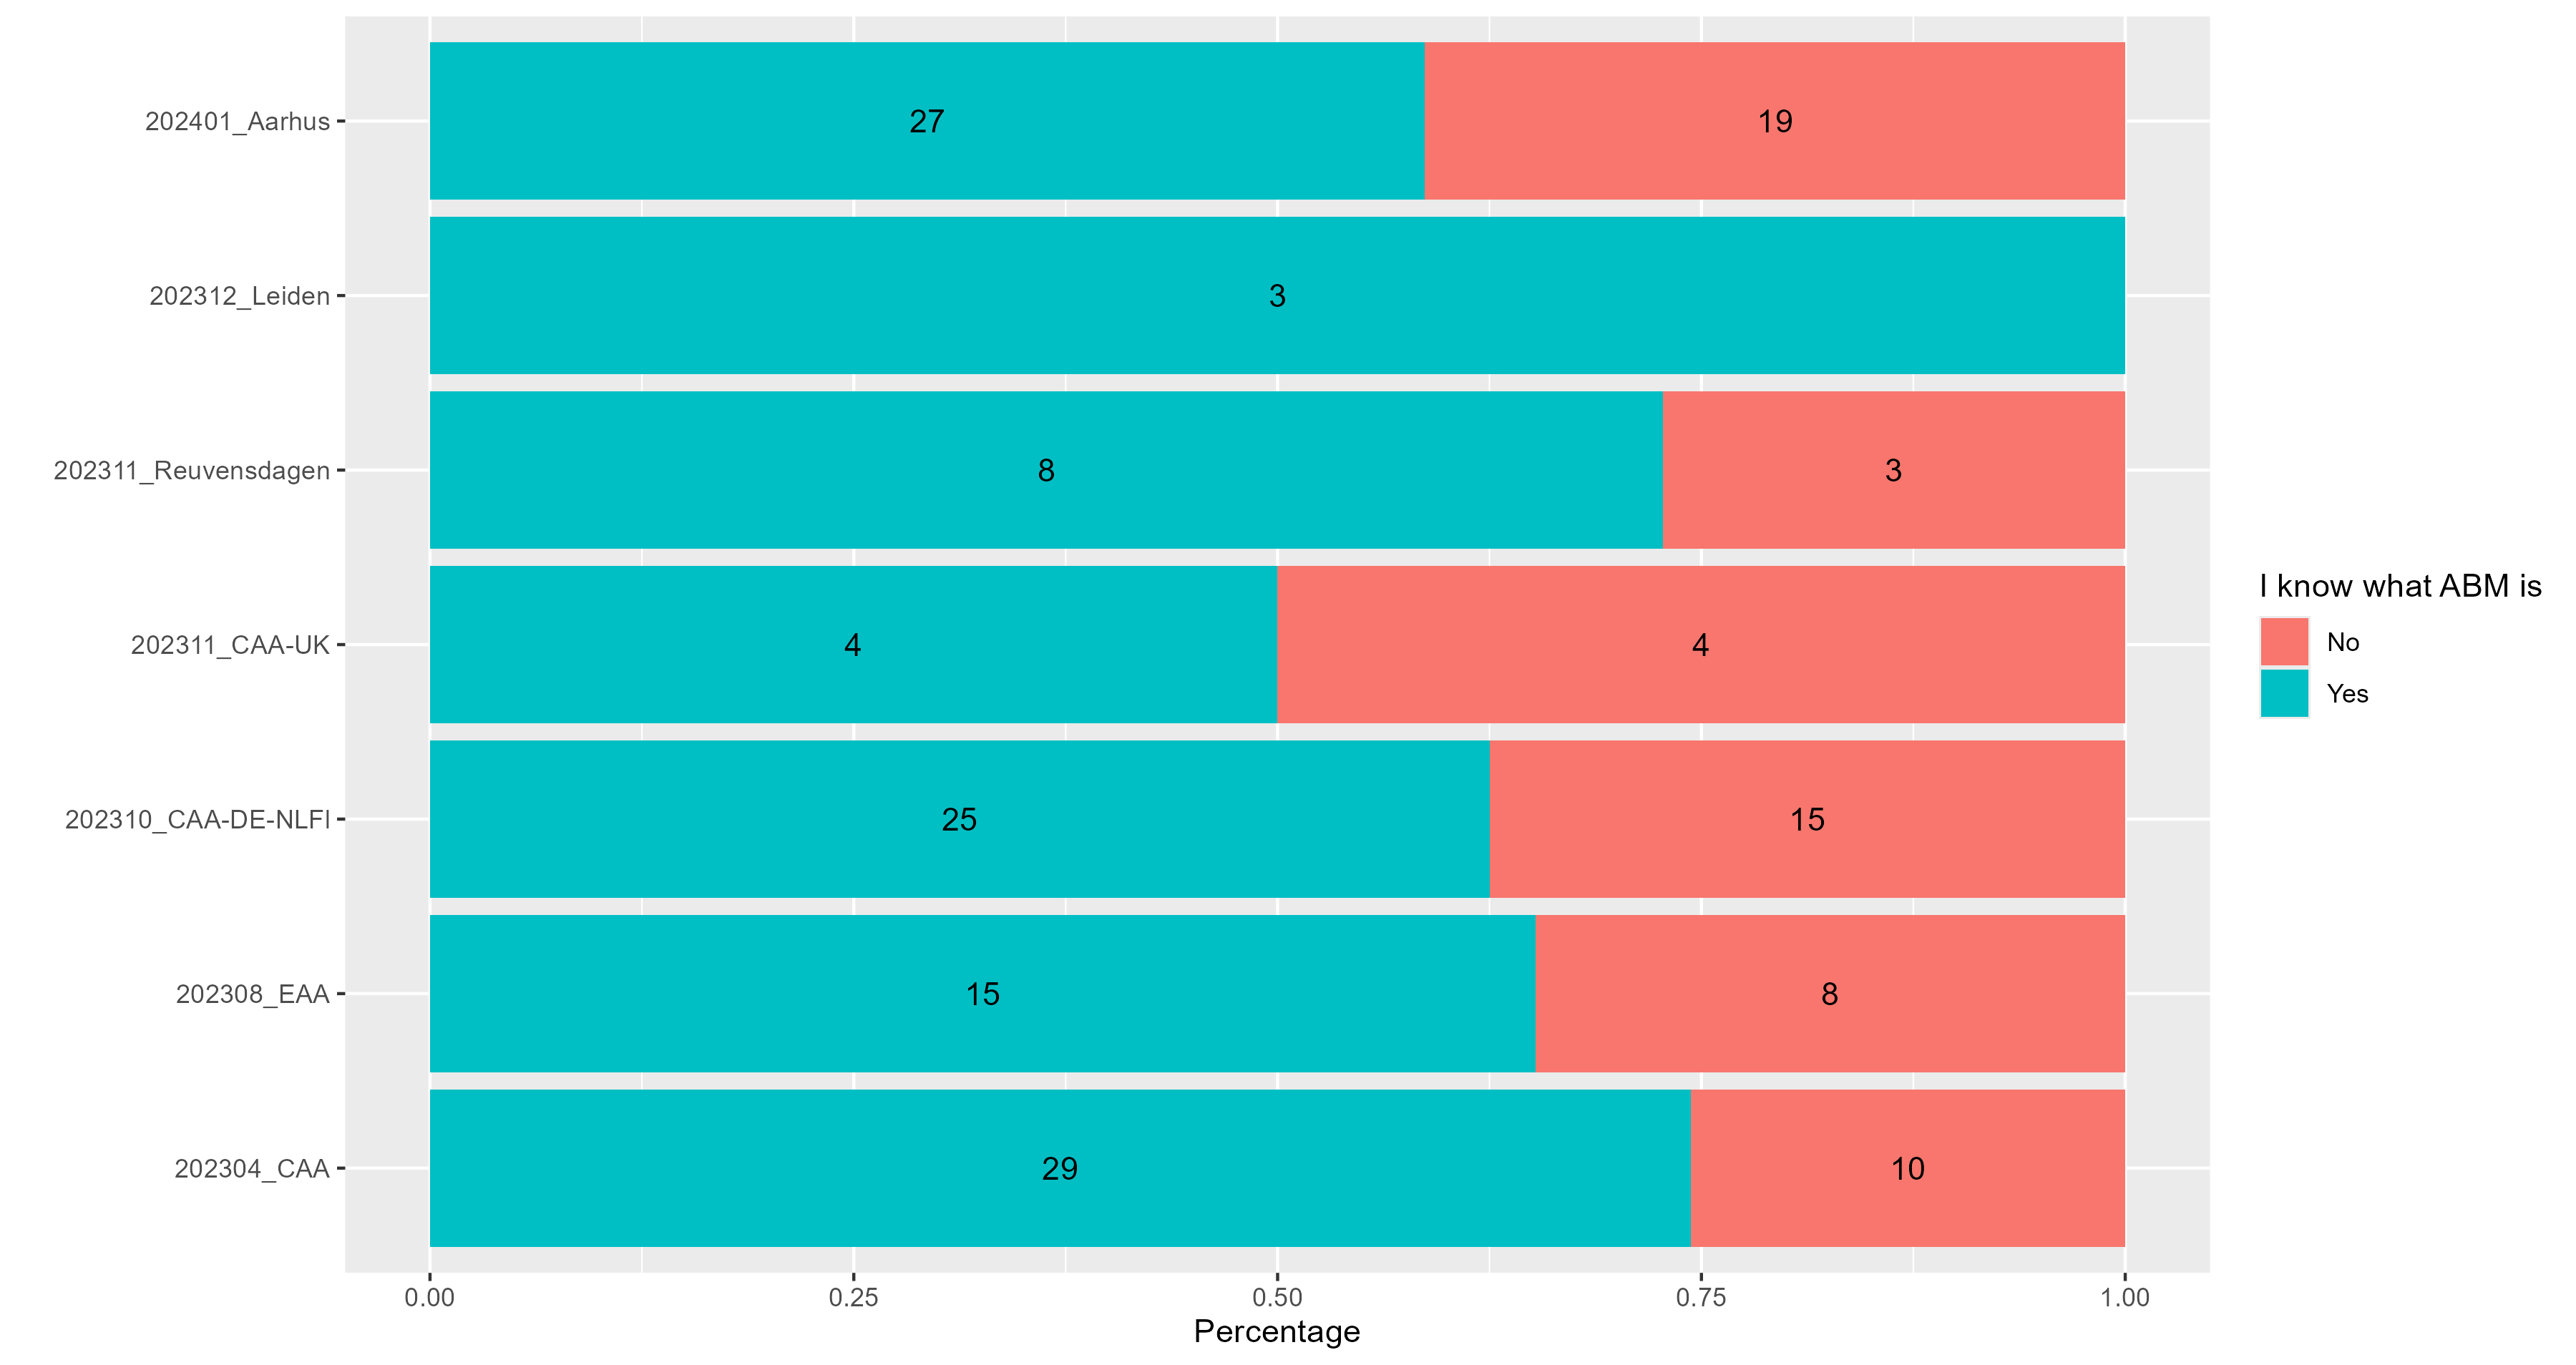 202401_Aarhus
27
19
202312_Leiden
3
202311_Reuvensdagen
8
3
202311_CAA-UK
4
4
202310_CAA-DE-NLFI
25
15
202308_EAA
15
8
202304_CAA
29
10
0.00
0.25
0.50
0.75
1.00
Percentage
I know what ABM is
No
Yes